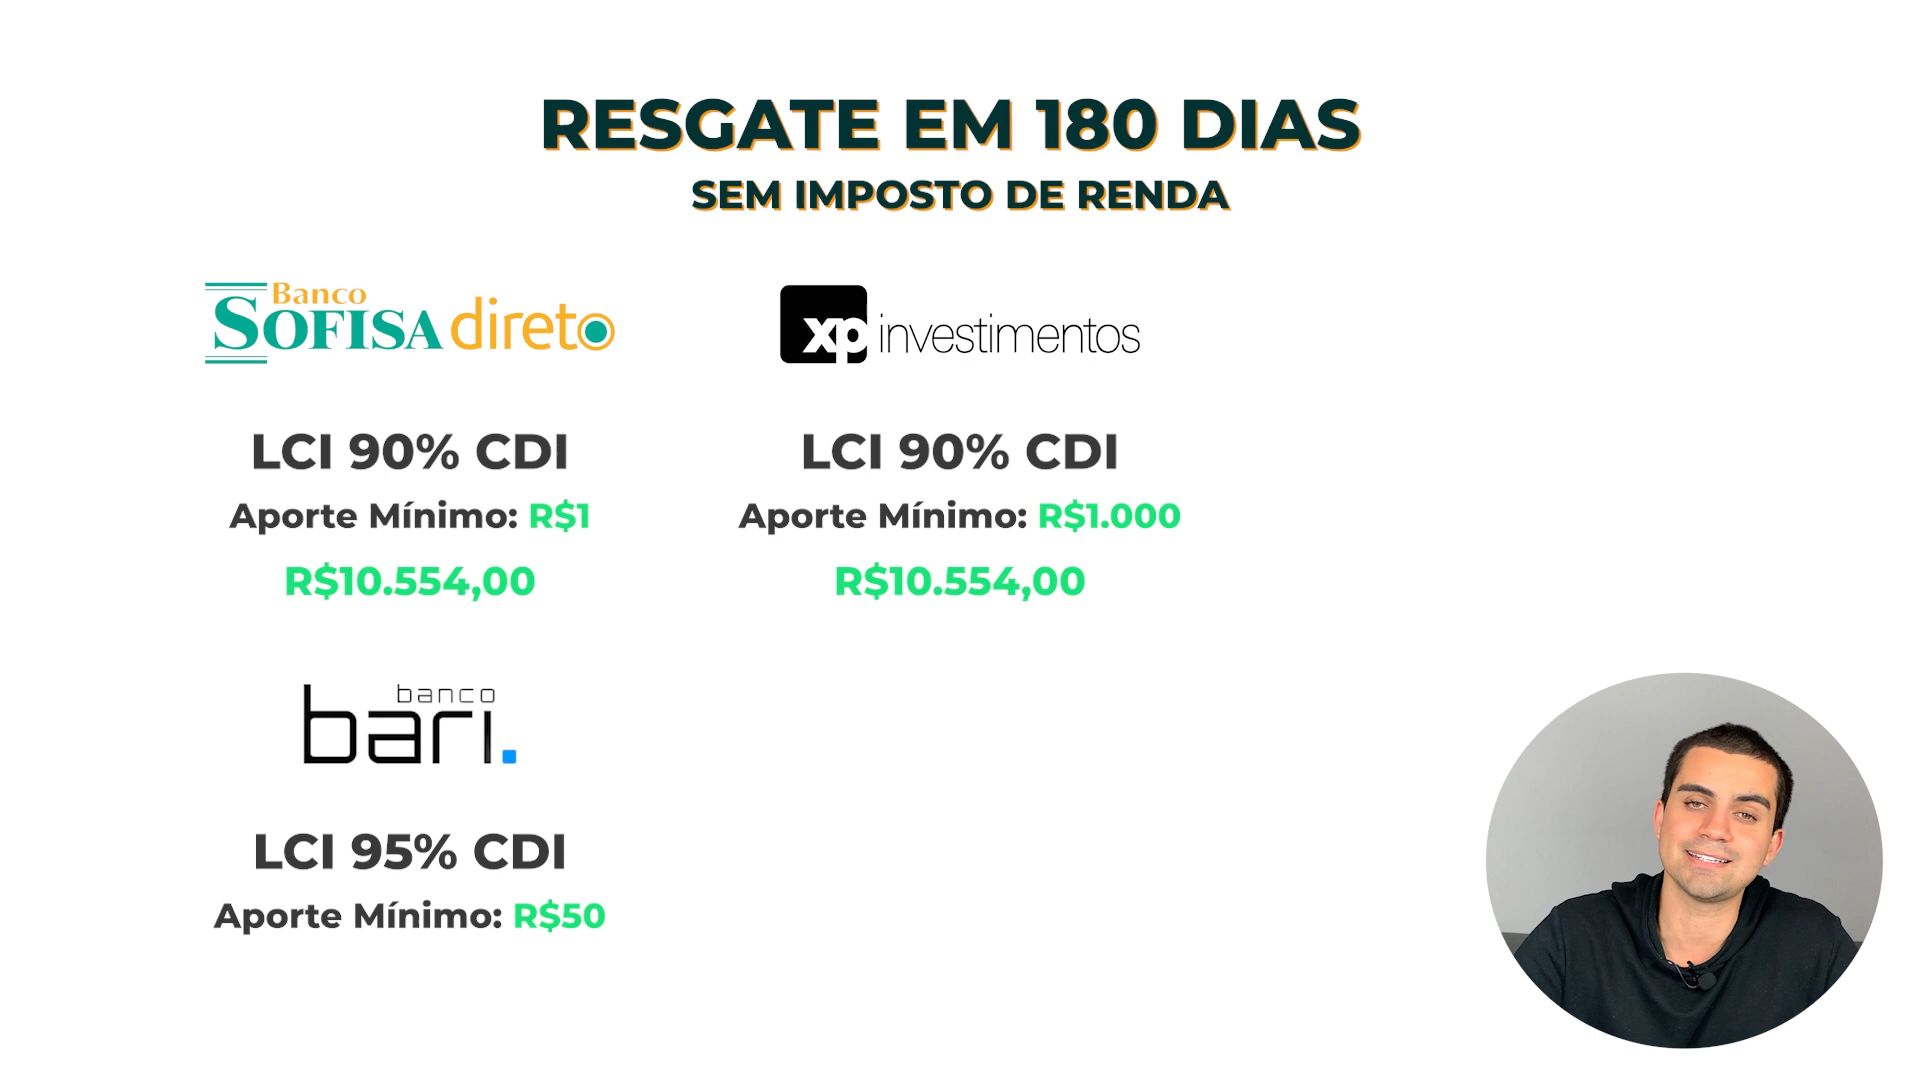 RESGATE EM 180 DIAS
SEM IMPOSTO DE RENDA
Banco
SOFISA direto
LCI 90% CDI
Aporte Mínimo: R$1
R$10.554,00
xp investimentos
LCI 90% CDI
Aporte Mínimo: R$1.000
R$10.554,00
banco
bari.
LCI 95% CDI
Aporte Mínimo: R$50